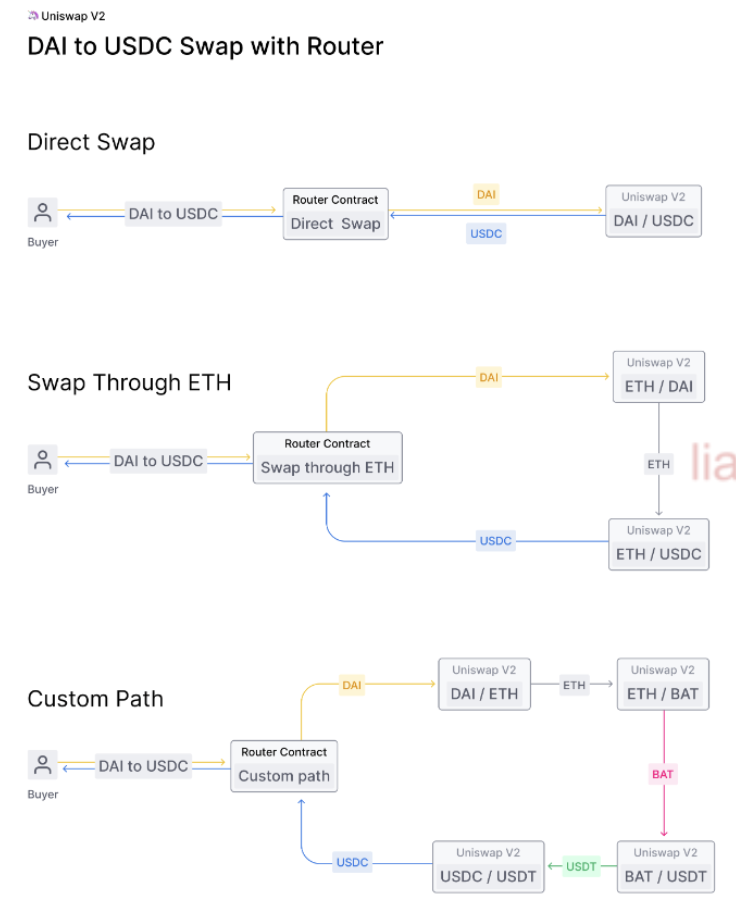 Uniswap V2
DAI to USDC Swap with Router
Direct Swap
DAI to USDC
Buyer
Router Contract
Direct Swap
DAI
USDC
Uniswap V2
DAI / USDC
Swap Through ETH
DAI to USDC
Buyer
Router Contract
Swap through ETH
DAI
Uniswap V2
ETH / DAI
ETH
lia
Uniswap V2
ETH / USDC
USDC
Custom Path
DAI to USDC
Buyer
Router Contract
Custom path
DAI
Uniswap V2
DAI / ETH
ETH
Uniswap V2
ETH / BAT
BAT
Uniswap V2
BAT / USDT
USDT
Uniswap V2
USDC / USDT
USDC